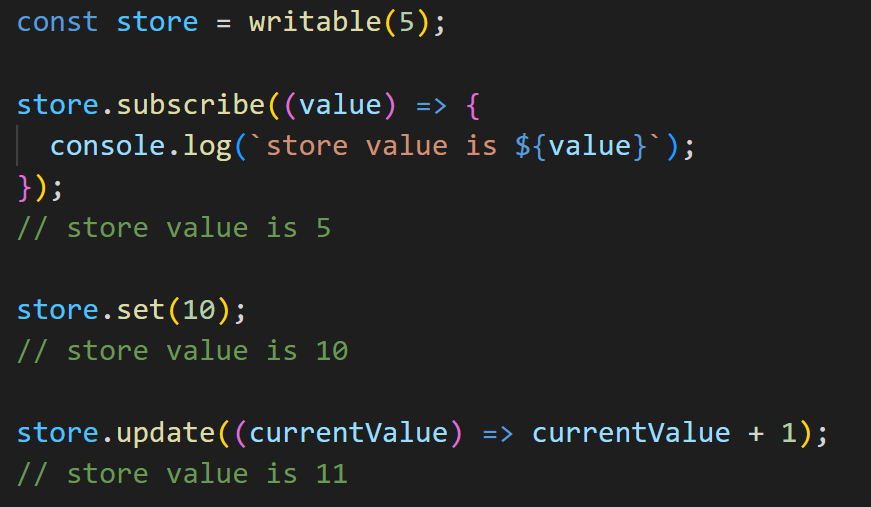 const store = writable(5);
store.subscribe((value) => {
  console.log(`store value is ${value}`);
});
// store value is 5
store.set(10);
// store value is 10
store.update((currentValue) => currentValue + 1);
// store value is 11